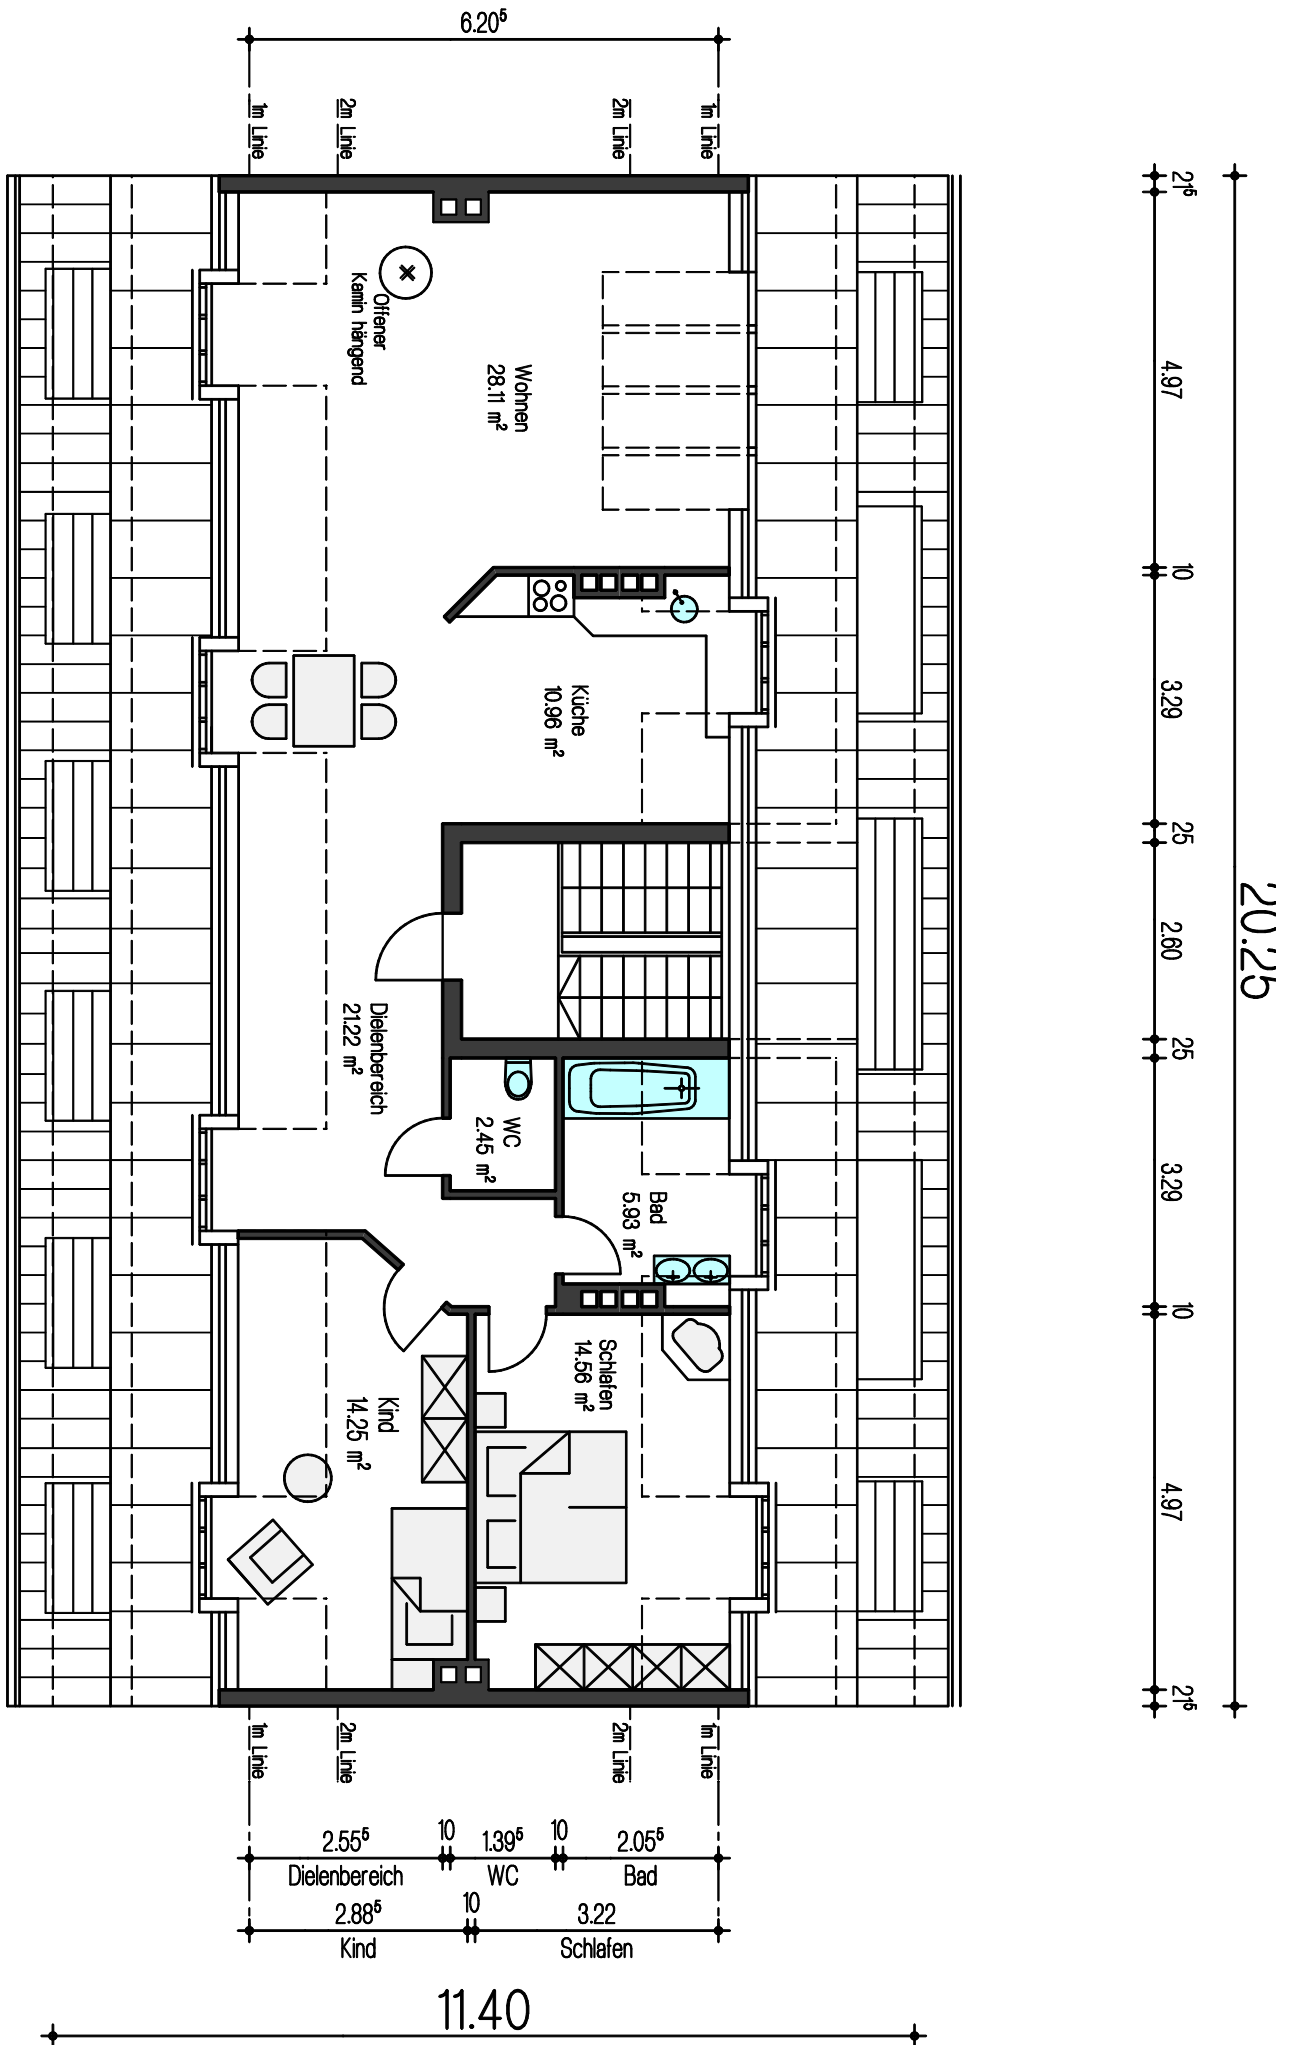 6.20⁵
1m Linie
2m Linie
2m Linie
1m Linie
21⁵
4.97
10
3.29
25
2.60
25
3.29
10
4.97
21⁵
20.25
Offener
Kamin hängend
Wohnen
28.11 m²
Küche
10.96 m²
Dielenbereich
21.22 m²
WC
2.45 m²
Bad
5.93 m²
Schlafen
14.56 m²
Kind
14.25 m²
1m Linie
2m Linie
2m Linie
1m Linie
2.55⁵ 10 1.39⁵ 10 2.05⁵
Dielenbereich WC Bad
2.88⁵ 10 3.22
Kind Schlafen
11.40